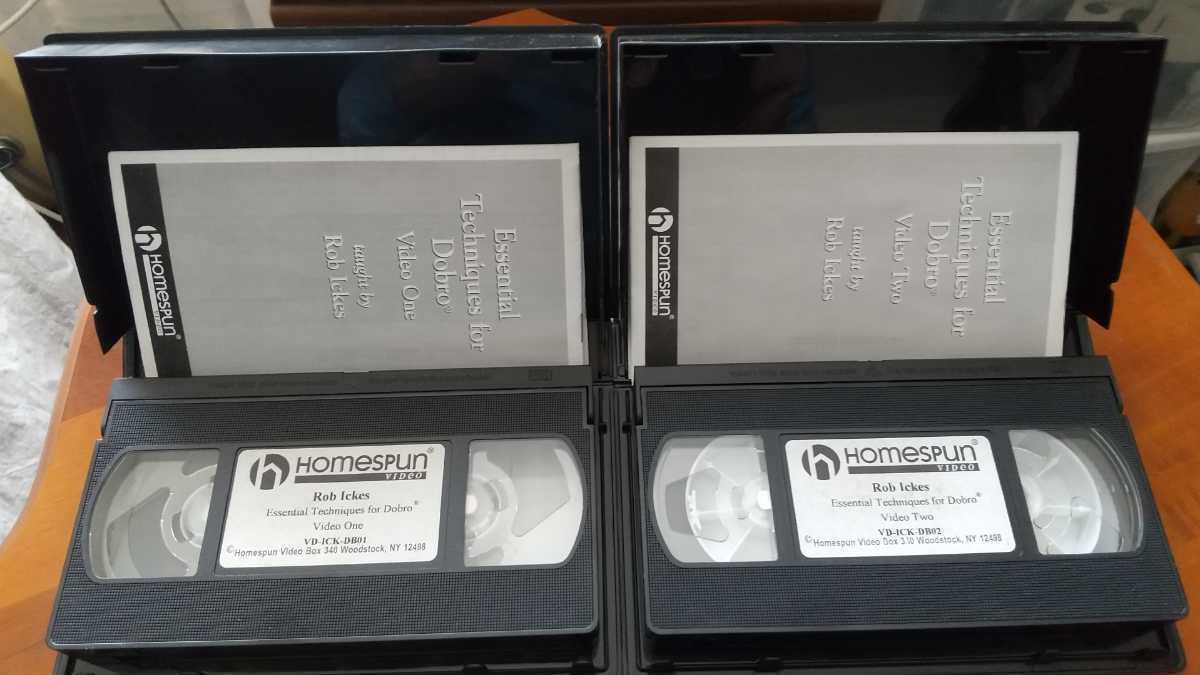 Essential
Techniques for
Dobro®
Video One
taught by
Rob Ickes
HOMESPUN®
VIDEO
Essential
Techniques for
Dobro®
Video Two
taught by
Rob Ickes
HOMESPUN®
VIDEO
HOMESPUN®
VIDEO
Rob Ickes
Essential Techniques for Dobro®
Video One
VD-ICK-DB01
©Homespun Video Box 340 Woodstock, NY 12498
HOMESPUN®
VIDEO
Rob Ickes
Essential Techniques for Dobro®
Video Two
VD-ICK-DB02
©Homespun Video Box 340 Woodstock, NY 12498